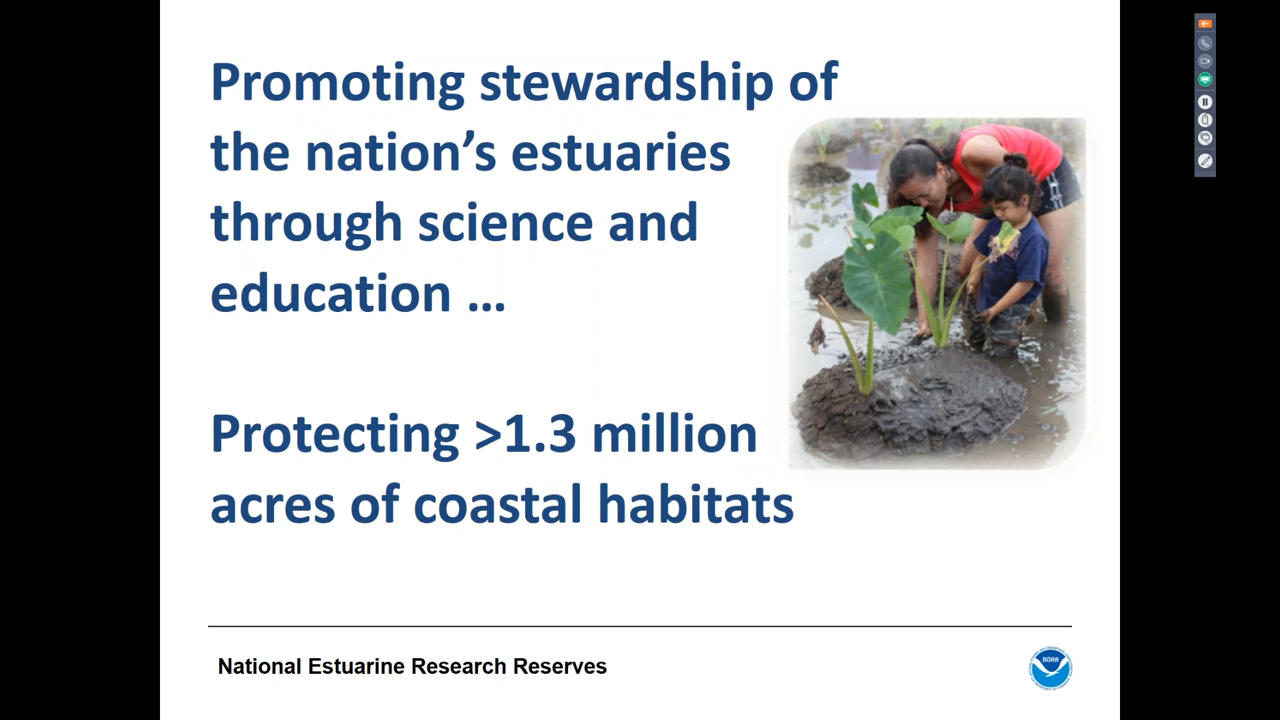 Promoting stewardship of
the nation’s estuaries
through science and
education ...
Protecting >1.3 million
acres of coastal habitats
National Estuarine Research Reserves
NOAA